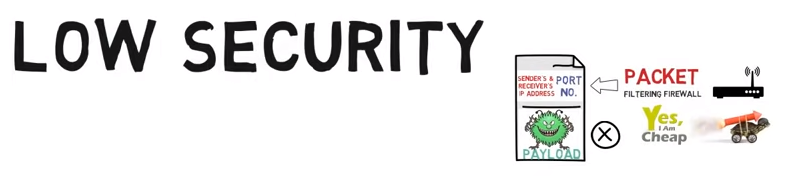 LOW SECURITY
SENDER'S &
RECEIVER'S
IP ADDRESS
PORT
NO.
PAYLOAD
PACKET
FILTERING FIREWALL
Yes,
I Am
Cheap